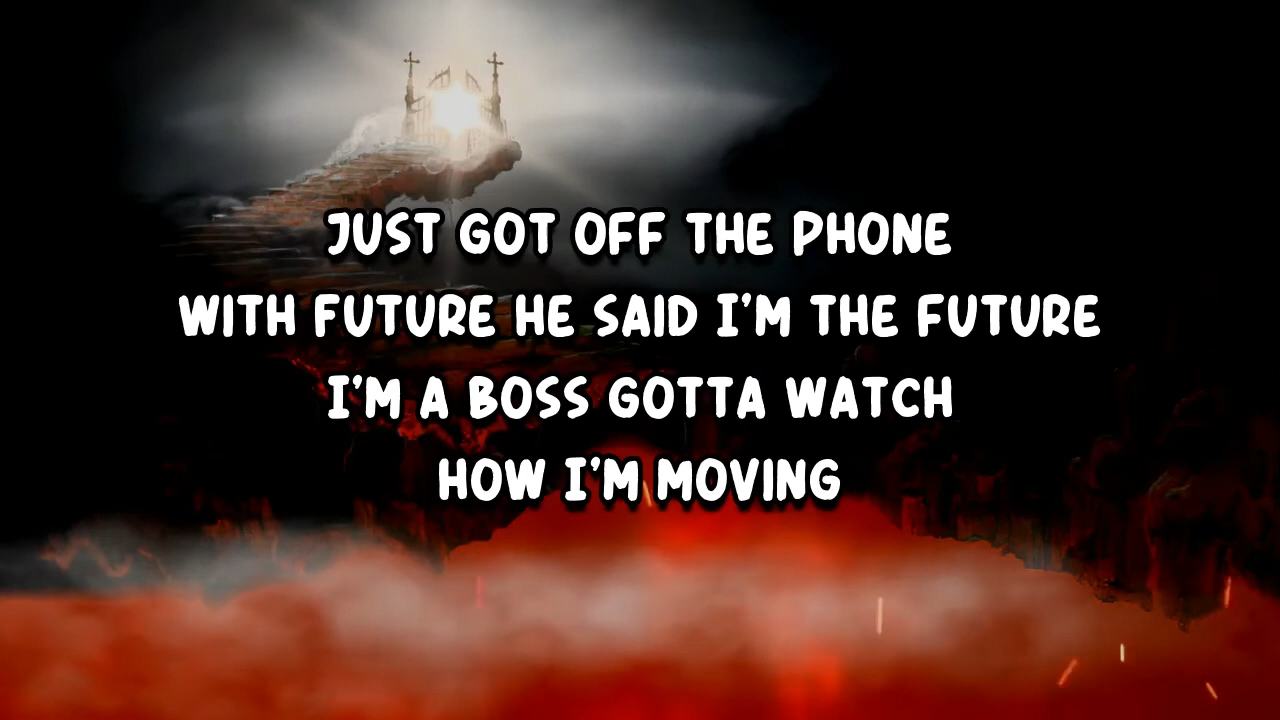 JUST GOT OFF THE PHONE
WITH FUTURE HE SAID I'M THE FUTURE
I'M A BOSS GOTTA WATCH
HOW I'M MOVING